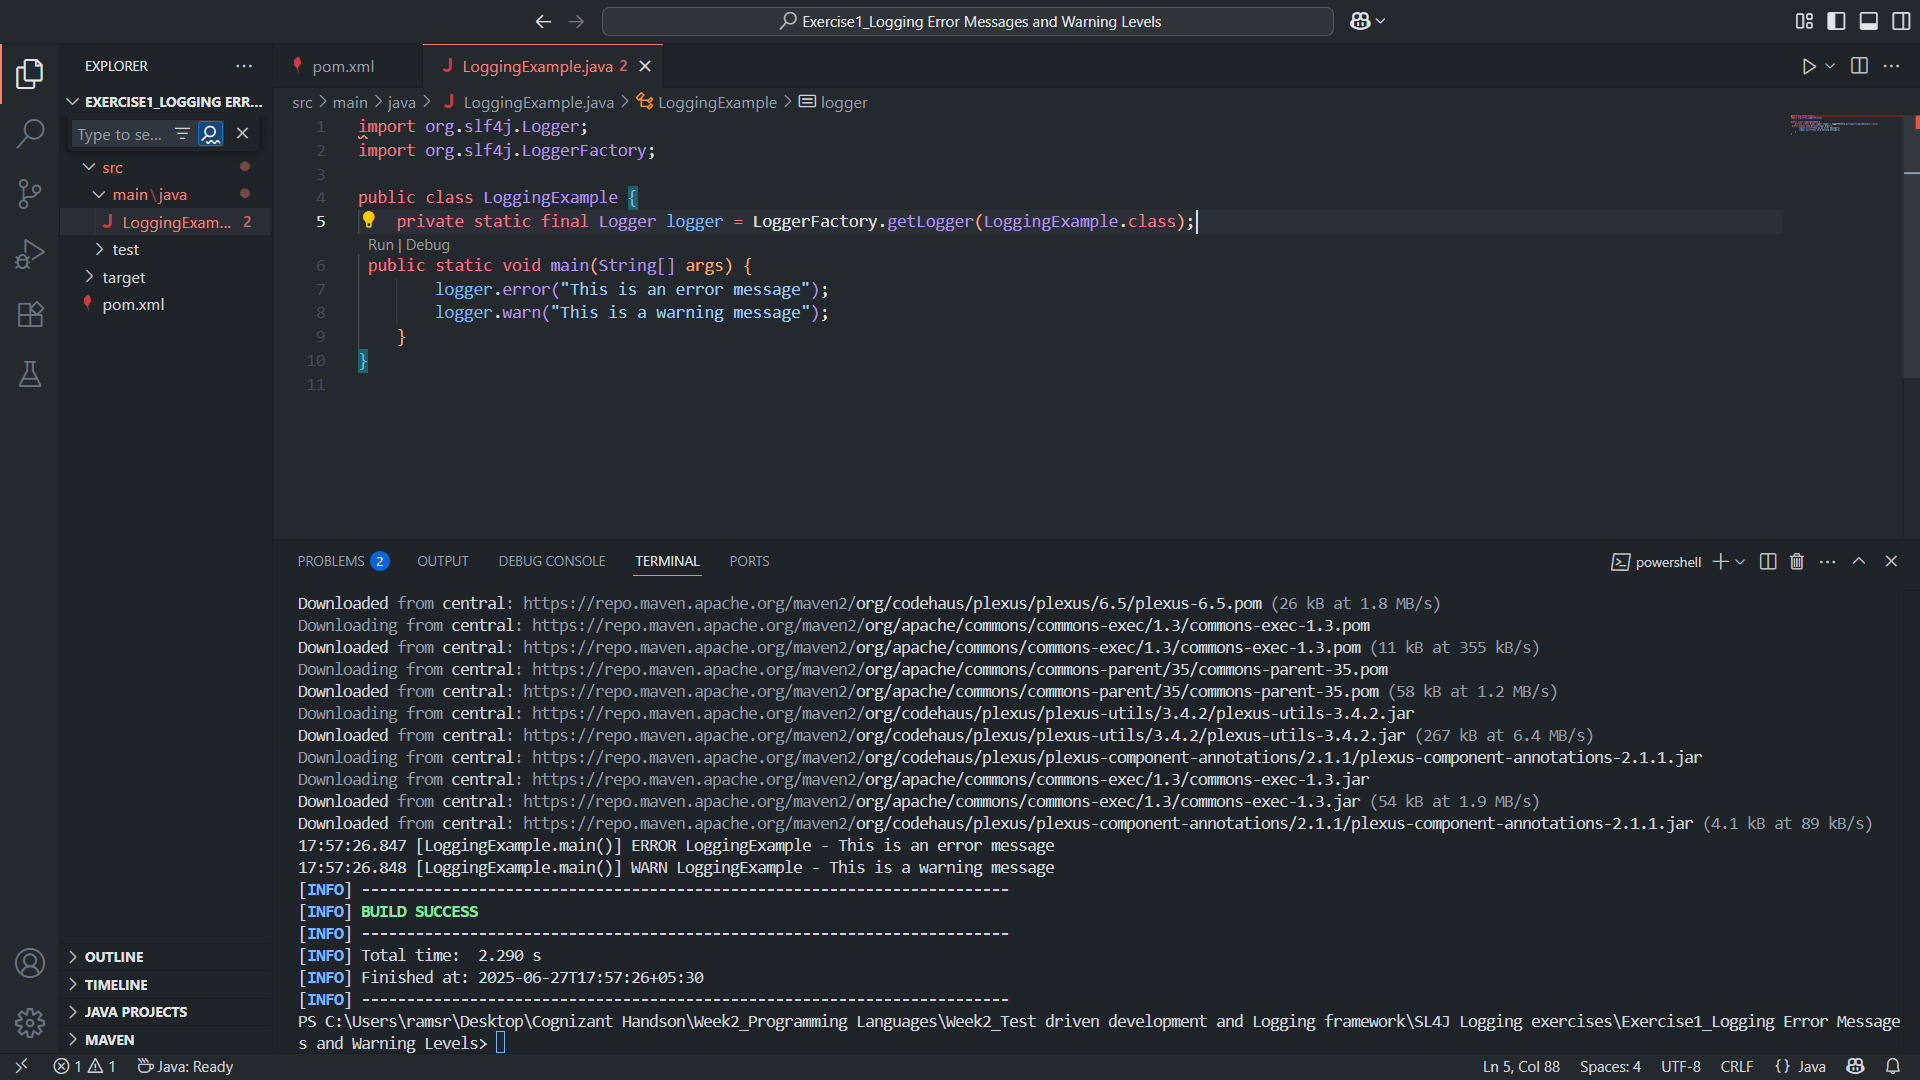 Exercise1_Logging Error Messages and Warning Levels
EXPLORER
EXERCISE1_LOGGING ERR...
Type to se...
src
main\java
LoggingExam... 2
test
target
pom.xml
OUTLINE
TIMELINE
JAVA PROJECTS
MAVEN
pom.xml
LoggingExample.java 2
src > main > java > LoggingExample.java > LoggingExample > logger
1 import org.slf4j.Logger;
2 import org.slf4j.LoggerFactory;
3
4 public class LoggingExample {
5 private static final Logger logger = LoggerFactory.getLogger(LoggingExample.class);
Run | Debug
6 public static void main(String[] args) {
7 logger.error("This is an error message");
8 logger.warn("This is a warning message");
9 }
10 }
11
PROBLEMS 2 OUTPUT DEBUG CONSOLE TERMINAL PORTS
powershell
Downloaded from central: https://repo.maven.apache.org/maven2/org/codehaus/plexus/plexus/6.5/plexus-6.5.pom (26 kB at 1.8 MB/s)
Downloading from central: https://repo.maven.apache.org/maven2/org/apache/commons/commons-exec/1.3/commons-exec-1.3.pom
Downloaded from central: https://repo.maven.apache.org/maven2/org/apache/commons/commons-exec/1.3/commons-exec-1.3.pom (11 kB at 355 kB/s)
Downloading from central: https://repo.maven.apache.org/maven2/org/apache/commons/commons-parent/35/commons-parent-35.pom
Downloaded from central: https://repo.maven.apache.org/maven2/org/apache/commons/commons-parent/35/commons-parent-35.pom (58 kB at 1.2 MB/s)
Downloading from central: https://repo.maven.apache.org/maven2/org/codehaus/plexus/plexus-utils/3.4.2/plexus-utils-3.4.2.jar
Downloaded from central: https://repo.maven.apache.org/maven2/org/codehaus/plexus/plexus-utils/3.4.2/plexus-utils-3.4.2.jar (267 kB at 6.4 MB/s)
Downloading from central: https://repo.maven.apache.org/maven2/org/codehaus/plexus/plexus-component-annotations/2.1.1/plexus-component-annotations-2.1.1.jar
Downloading from central: https://repo.maven.apache.org/maven2/org/apache/commons/commons-exec/1.3/commons-exec-1.3.jar
Downloaded from central: https://repo.maven.apache.org/maven2/org/apache/commons/commons-exec/1.3/commons-exec-1.3.jar (54 kB at 1.9 MB/s)
Downloaded from central: https://repo.maven.apache.org/maven2/org/codehaus/plexus/plexus-component-annotations/2.1.1/plexus-component-annotations-2.1.1.jar (4.1 kB at 89 kB/s)
17:57:26.847 [LoggingExample.main()] ERROR LoggingExample - This is an error message
17:57:26.848 [LoggingExample.main()] WARN LoggingExample - This is a warning message
[INFO] ------------------------------------------------------------------------
[INFO] BUILD SUCCESS
[INFO] ------------------------------------------------------------------------
[INFO] Total time:  2.290 s
[INFO] Finished at: 2025-06-27T17:57:26+05:30
[INFO] ------------------------------------------------------------------------
PS C:\Users\ramsr\Desktop\Cognizant Handson\Week2_Programming Languages\Week2_Test driven development and Logging framework\SL4J Logging exercises\Exercise1_Logging Error Message
s and Warning Levels>
1 1 Java: Ready Ln 5, Col 88 Spaces: 4 UTF-8 CRLF {} Java